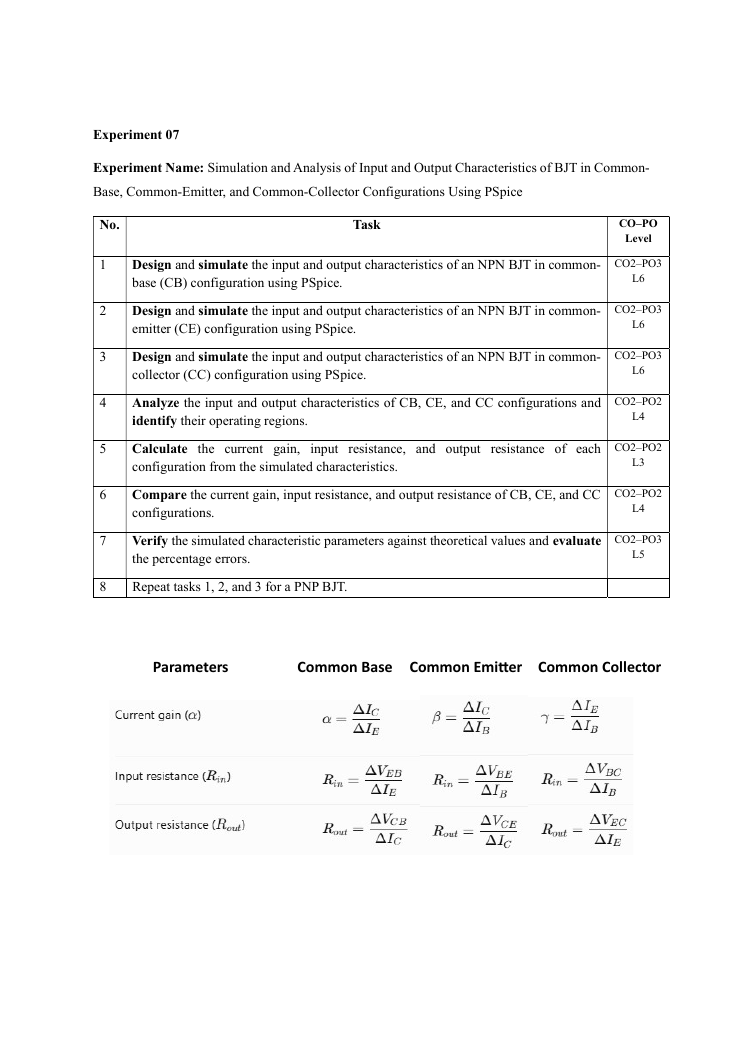 Experiment 07
Experiment Name: Simulation and Analysis of Input and Output Characteristics of BJT in Common-
Base, Common-Emitter, and Common-Collector Configurations Using PSpice
No. Task CO–PO
Level
1 Design and simulate the input and output characteristics of an NPN BJT in common- CO2–PO3
base (CB) configuration using PSpice. L6
2 Design and simulate the input and output characteristics of an NPN BJT in common- CO2–PO3
emitter (CE) configuration using PSpice. L6
3 Design and simulate the input and output characteristics of an NPN BJT in common- CO2–PO3
collector (CC) configuration using PSpice. L6
4 Analyze the input and output characteristics of CB, CE, and CC configurations and CO2–PO2
identify their operating regions. L4
5 Calculate the current gain, input resistance, and output resistance of each CO2–PO2
configuration from the simulated characteristics. L3
6 Compare the current gain, input resistance, and output resistance of CB, CE, and CC CO2–PO2
configurations. L4
7 Verify the simulated characteristic parameters against theoretical values and evaluate CO2–PO3
the percentage errors. L5
8 Repeat tasks 1, 2, and 3 for a PNP BJT.
Parameters Common Base Common Emitter Common Collector
Current gain (α) α = ΔI_C/ΔI_E β = ΔI_C/ΔI_B γ = ΔI_E/ΔI_B
Input resistance (R_in) R_in = ΔV_EB/ΔI_E R_in = ΔV_BE/ΔI_B R_in = ΔV_BC/ΔI_B
Output resistance (R_out) R_out = ΔV_CB/ΔI_C R_out = ΔV_CE/ΔI_C R_out = ΔV_EC/ΔI_E